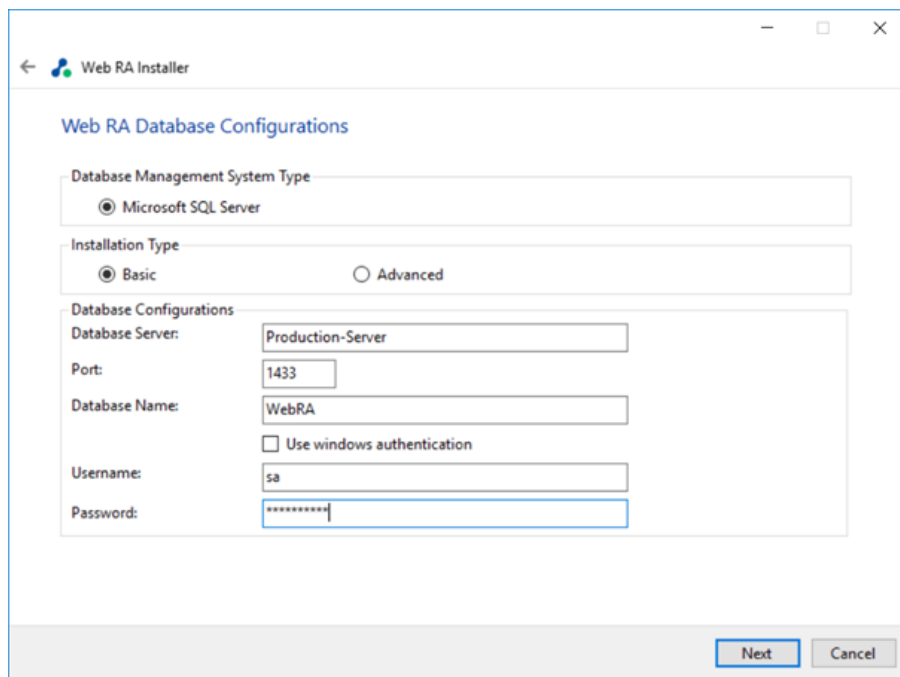 Web RA Installer
Web RA Database Configurations
Database Management System Type
Microsoft SQL Server
Installation Type
Basic Advanced
Database Configurations
Database Server: Production-Server
Port: 1433
Database Name: WebRA
Use windows authentication
Username: sa
Password: **********
Next Cancel